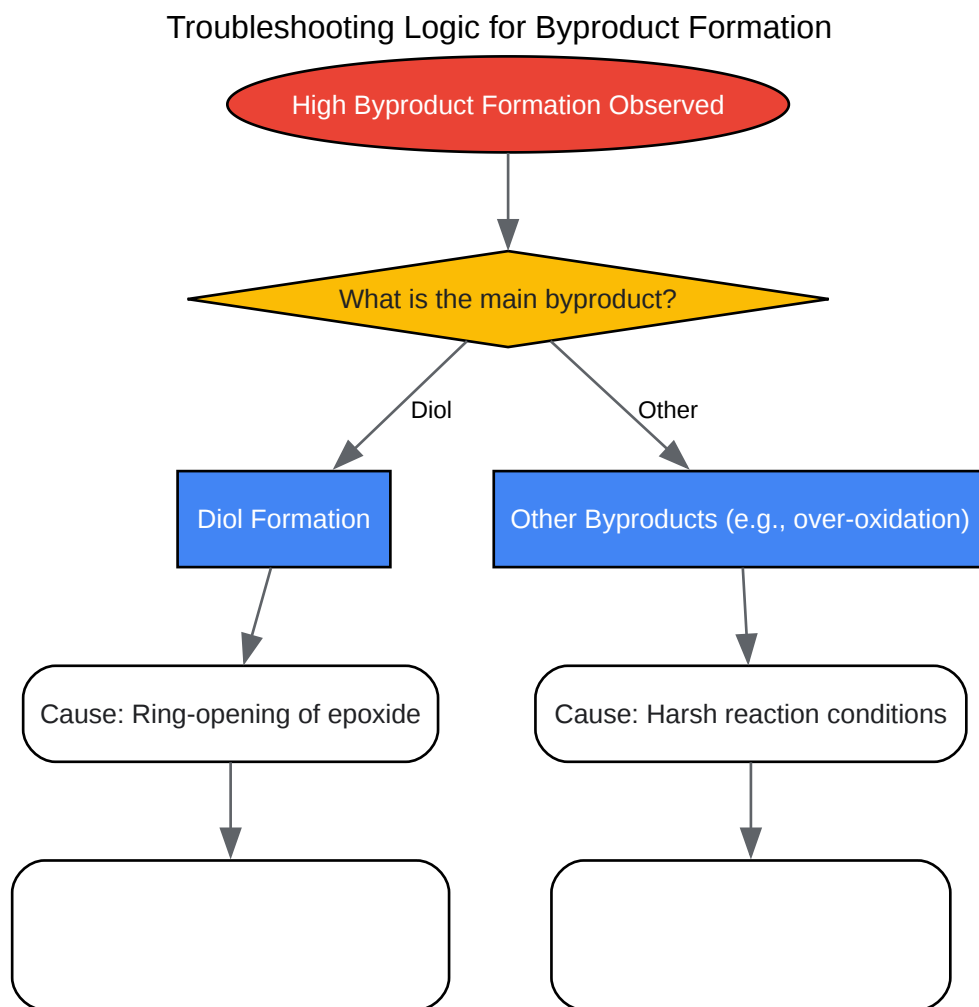 Troubleshooting Logic for Byproduct Formation
High Byproduct Formation Observed
What is the main byproduct?
Diol
Other
Diol Formation
Other Byproducts (e.g., over-oxidation)
Cause: Ring-opening of epoxide
Cause: Harsh reaction conditions